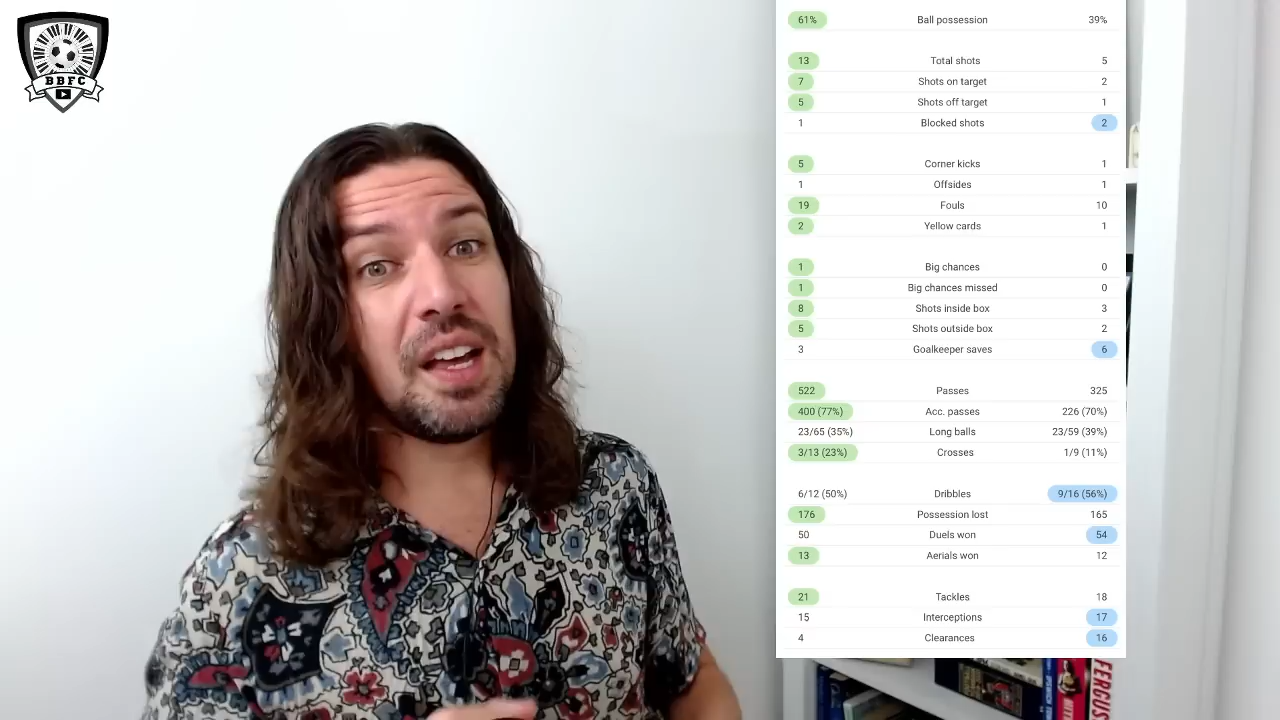 BBFC
61% Ball possession 39%
13 Total shots 5
7 Shots on target 2
5 Shots off target 1
1 Blocked shots 2
5 Corner kicks 1
1 Offsides 1
19 Fouls 10
2 Yellow cards 1
1 Big chances 0
1 Big chances missed 0
8 Shots inside box 3
5 Shots outside box 2
3 Goalkeeper saves 6
522 Passes 325
400 (77%) Acc. passes 226 (70%)
23/65 (35%) Long balls 23/59 (39%)
3/13 (23%) Crosses 1/9 (11%)
6/12 (50%) Dribbles 9/16 (56%)
176 Possession lost 165
50 Duels won 54
13 Aerials won 12
21 Tackles 18
15 Interceptions 17
4 Clearances 16
FERGUS